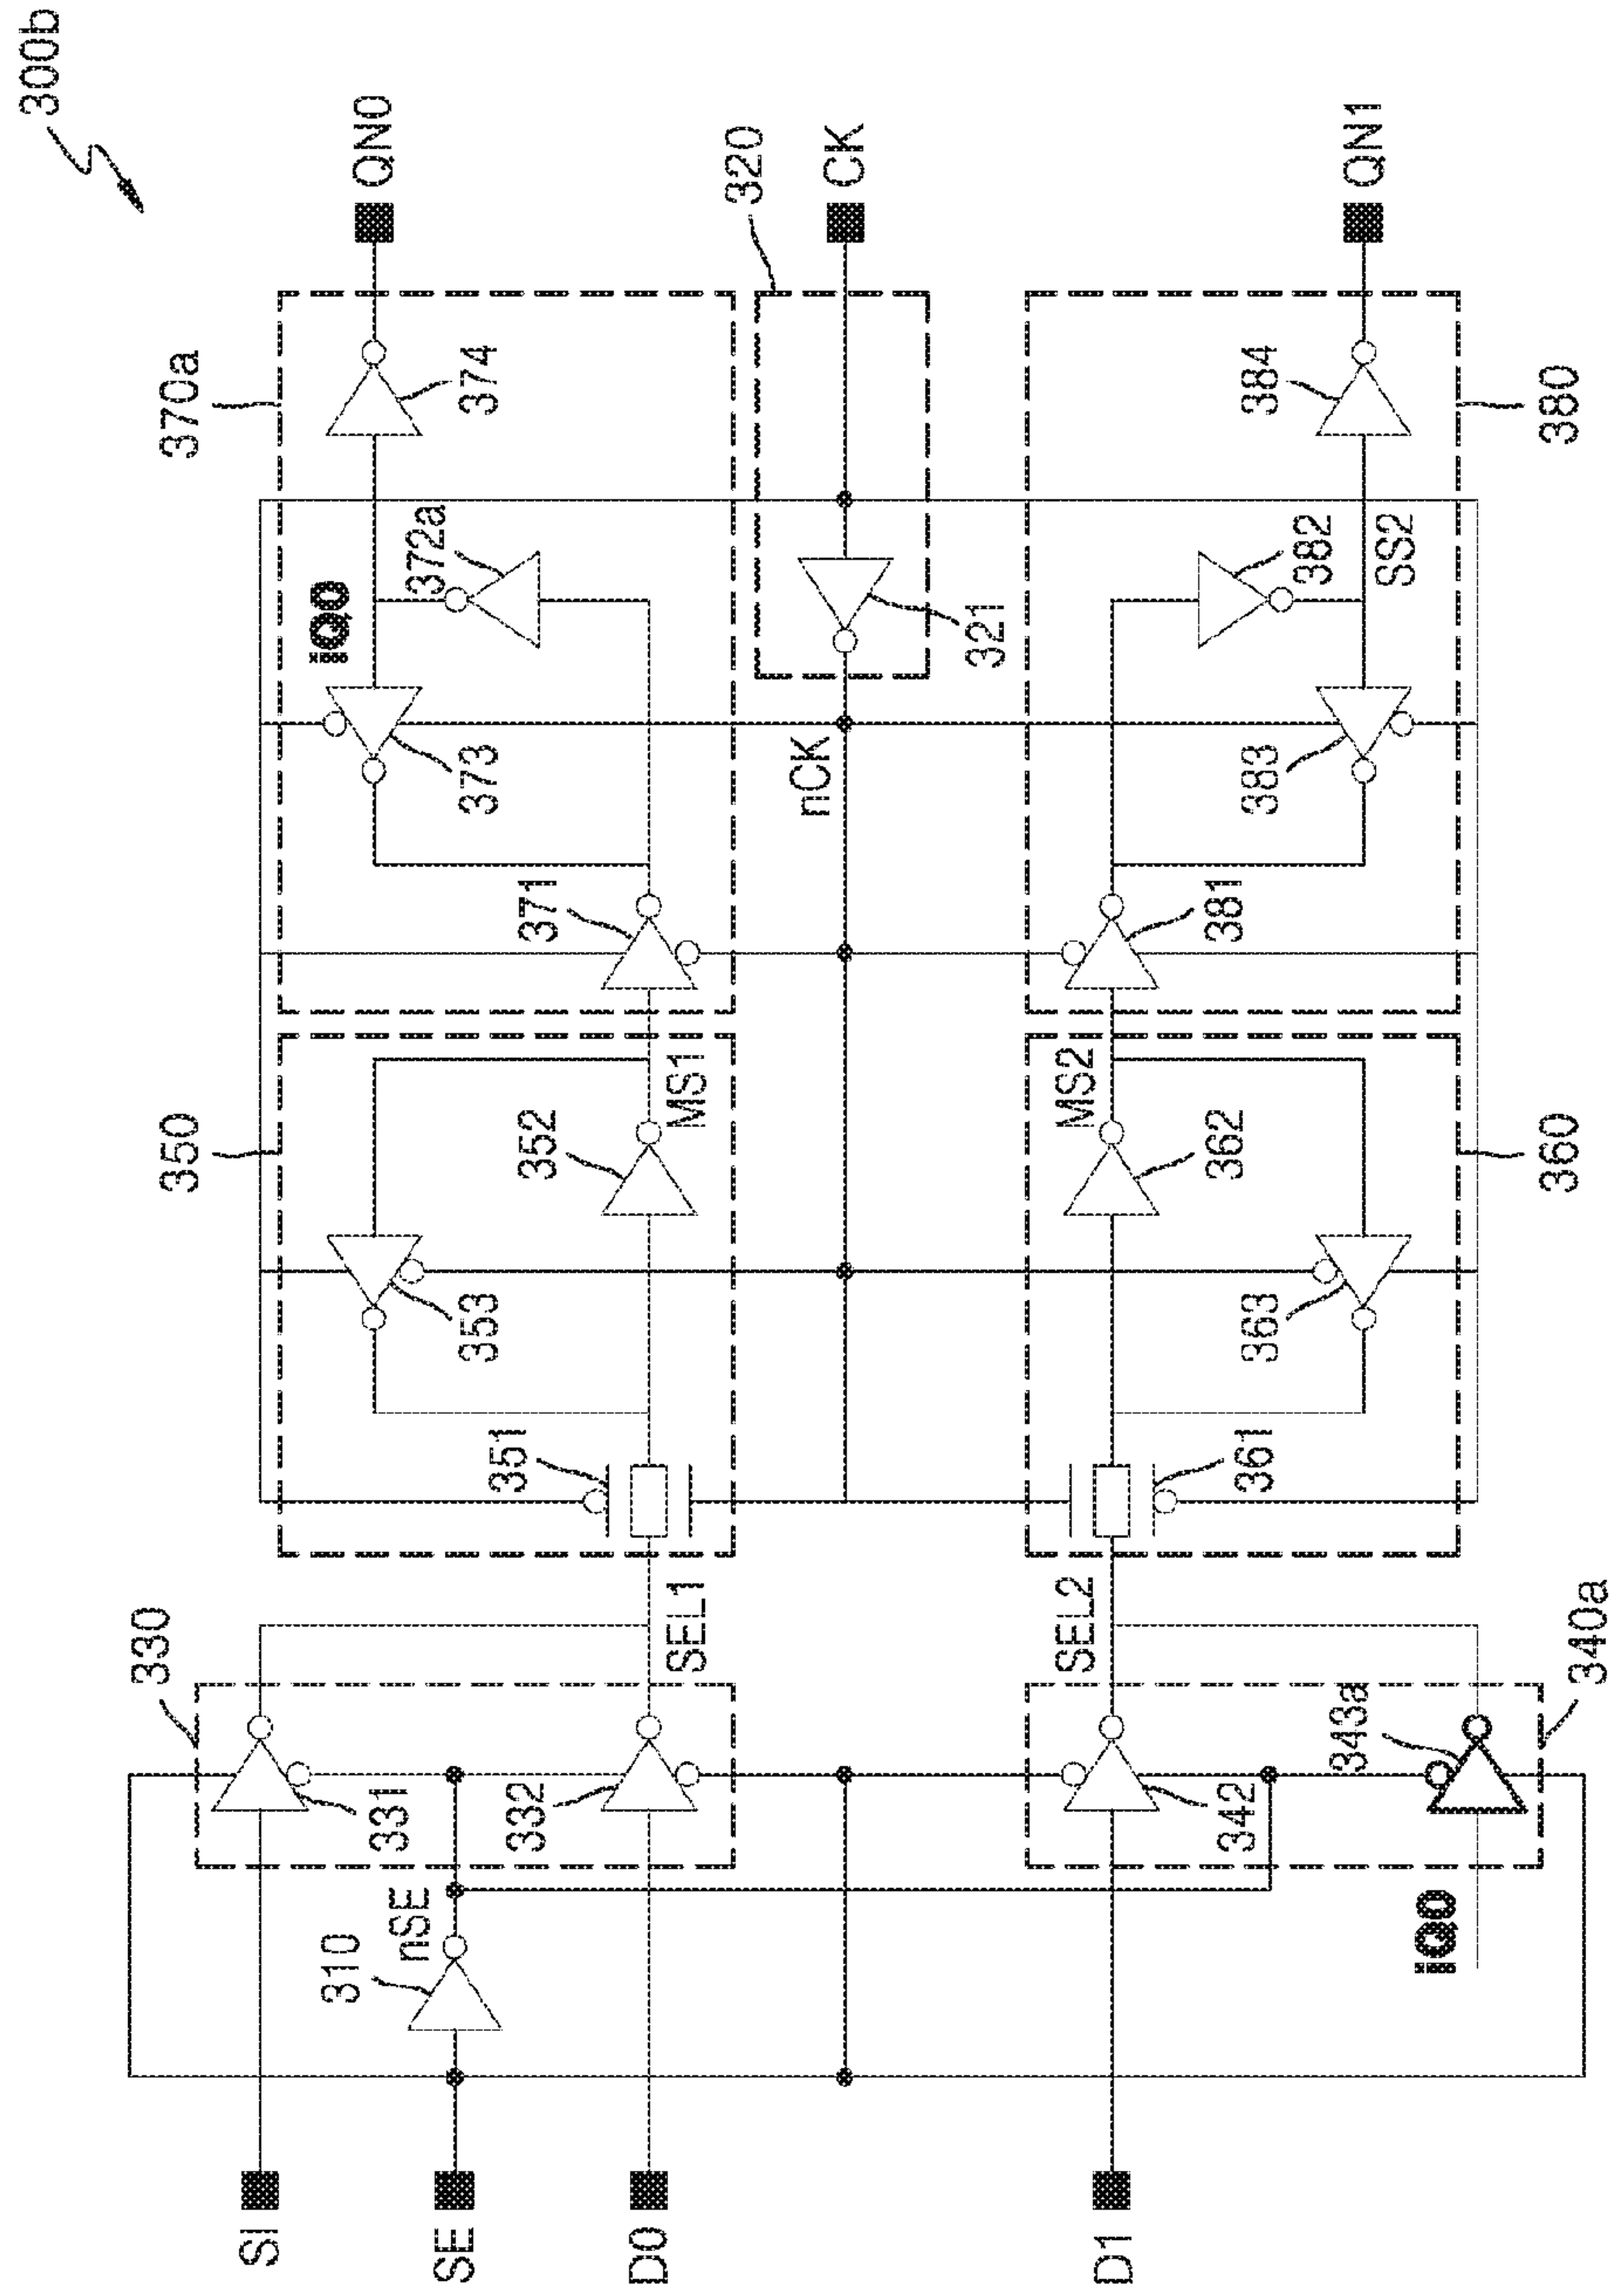 300b
370a
QN0
374
iQ0
372a
373
371
350
353
352
MS1
351
330
331
332
SEL1
310
nSE
SI
SE
D0
320
CK
321
nCK
QN1
384
380
382
SS2
383
381
MS2
362
363
360
361
SEL2
342
343a
340a
iQ0
D1